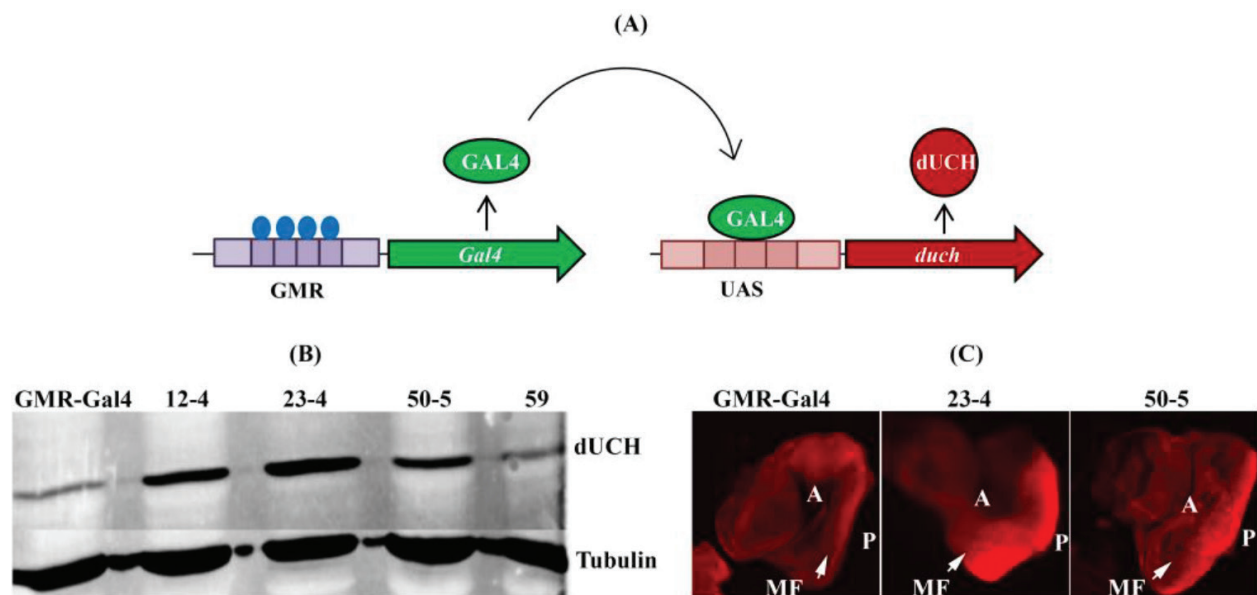 (A)
GAL4
dUCH
GAL4
Gal4
duch
GMR
UAS
(B)
GMR-Gal4 12-4 23-4 50-5 59
dUCH
Tubulin
(C)
GMR-Gal4 23-4 50-5
A A A
P P
MF MF MF